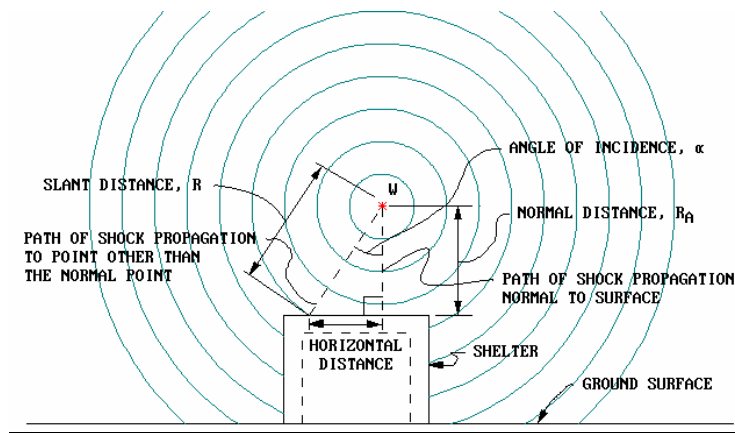 ANGLE OF INCIDENCE, α
W
SLANT DISTANCE, R
NORMAL DISTANCE, RA
PATH OF SHOCK PROPAGATION
TO POINT OTHER THAN
THE NORMAL POINT
PATH OF SHOCK PROPAGATION
NORMAL TO SURFACE
HORIZONTAL
DISTANCE
SHELTER
GROUND SURFACE